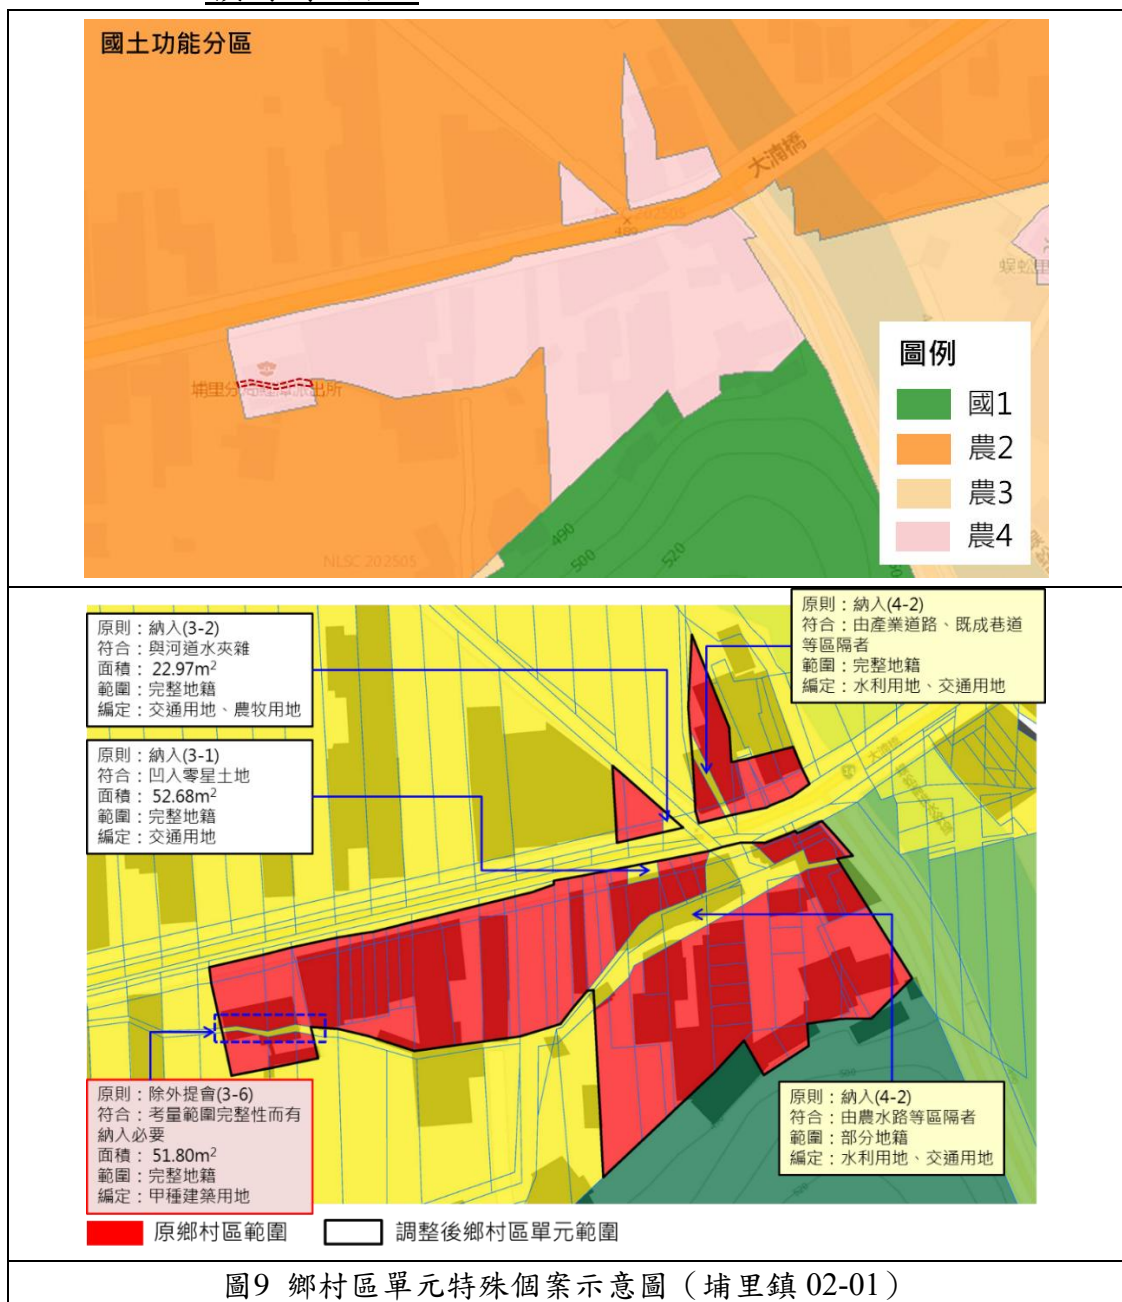 國土功能分區
大湳橋
489
NLSC 202505
490
500
520
圖例
國1
農2
農3
農4
原則：納入(3-2)
符合：與河道水夾雜
面積： 22.97m²
範圍：完整地籍
編定：交通用地、農牧用地
原則：納入(3-1)
符合：凹入零星土地
面積： 52.68m²
範圍：完整地籍
編定：交通用地
原則：納入(4-2)
符合：由產業道路、既成巷道
等區隔者
範圍：完整地籍
編定：水利用地、交通用地
大湳橋
原則：除外提會(3-6)
符合：考量範圍完整性而有
納入必要
面積： 51.80m²
範圍：完整地籍
編定：甲種建築用地
原則：納入(4-2)
符合：由農水路等區隔者
範圍：部分地籍
編定：水利用地、交通用地
原鄉村區範圍
調整後鄉村區單元範圍
圖9 鄉村區單元特殊個案示意圖（埔里鎮 02-01）